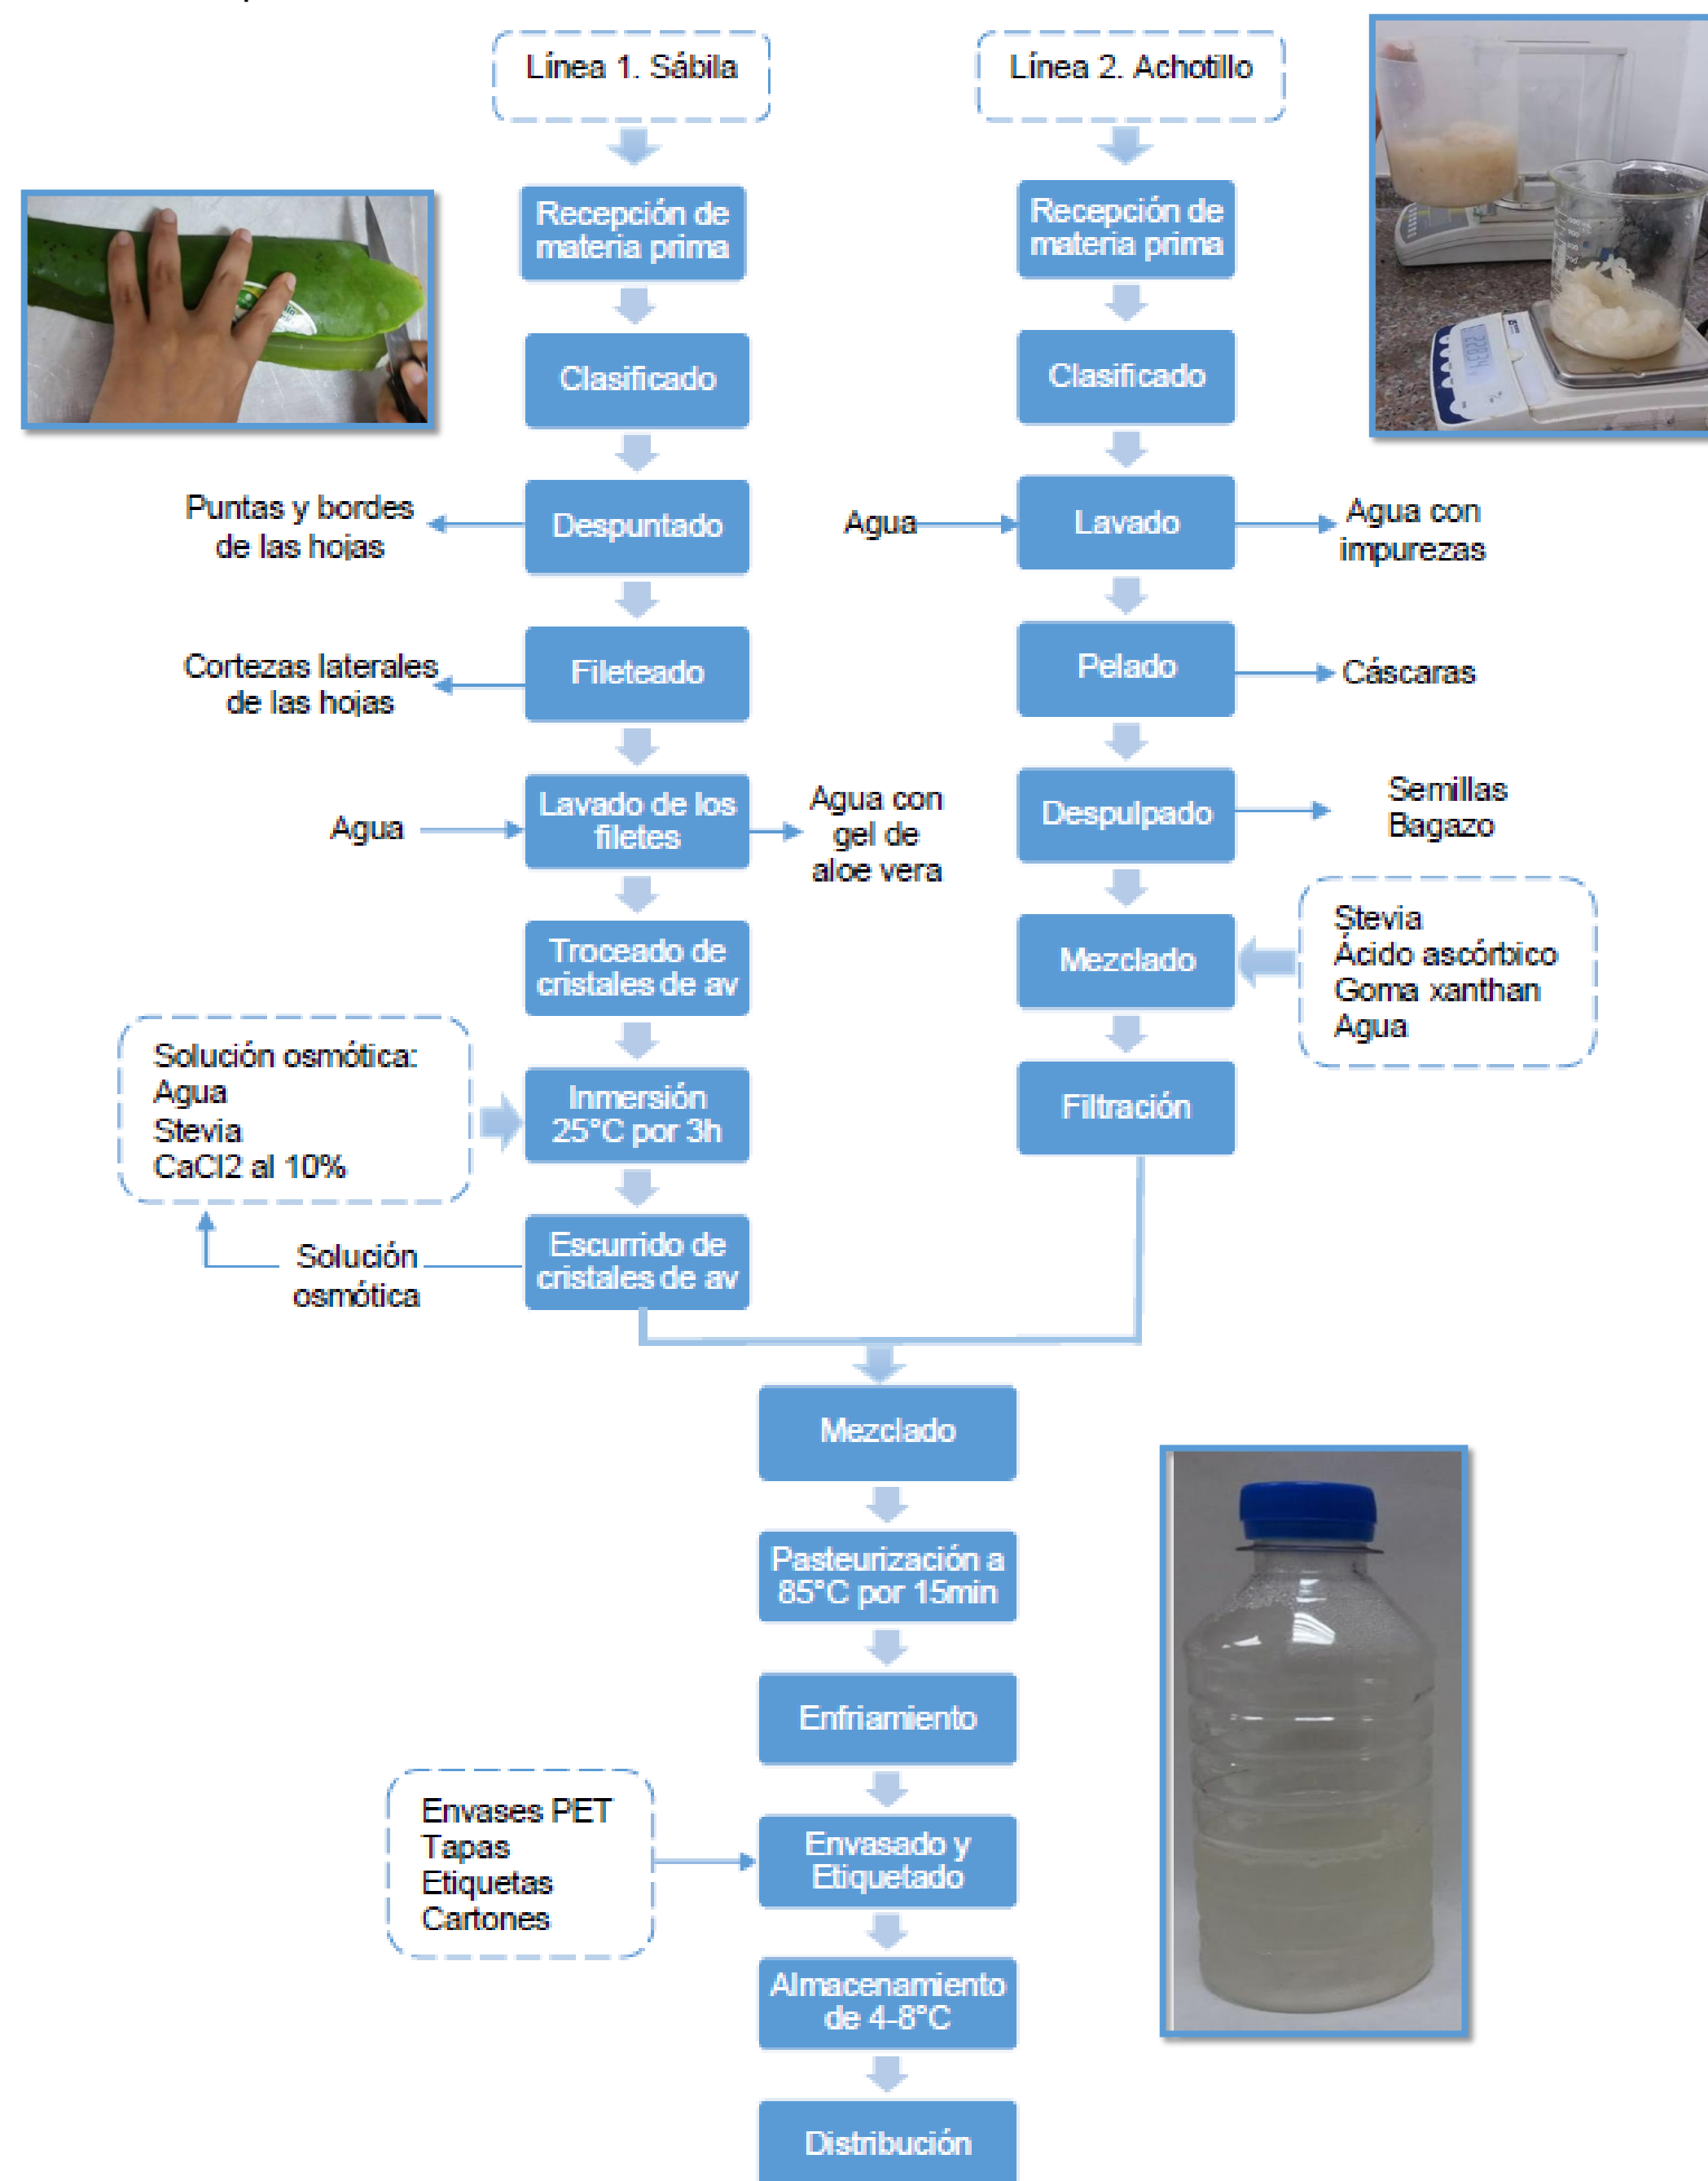 Línea 1. Sábila
Recepción de
materia prima
Clasificado
Despuntado
Puntas y bordes
de las hojas
Fileteado
Cortezas laterales
de las hojas
Agua
Lavado de los
filetes
Agua con
gel de
aloe vera
Troceado de
cristales de av
Solución osmótica:
Agua
Stevia
CaCl2 al 10%
Inmersión
25°C por 3h
Escurrido de
cristales de av
Solución
osmótica
Línea 2. Achotillo
Recepción de
materia prima
Clasificado
Agua
Lavado
Agua con
impurezas
Pelado
Cáscaras
Despulpado
Semillas
Bagazo
Mezclado
Stevia
Ácido ascórbico
Goma xanthan
Agua
Filtración
Mezclado
Pasteurización a
85°C por 15min
Enfriamiento
Envases PET
Tapas
Etiquetas
Cartones
Envasado y
Etiquetado
Almacenamiento
de 4-8°C
Distribución